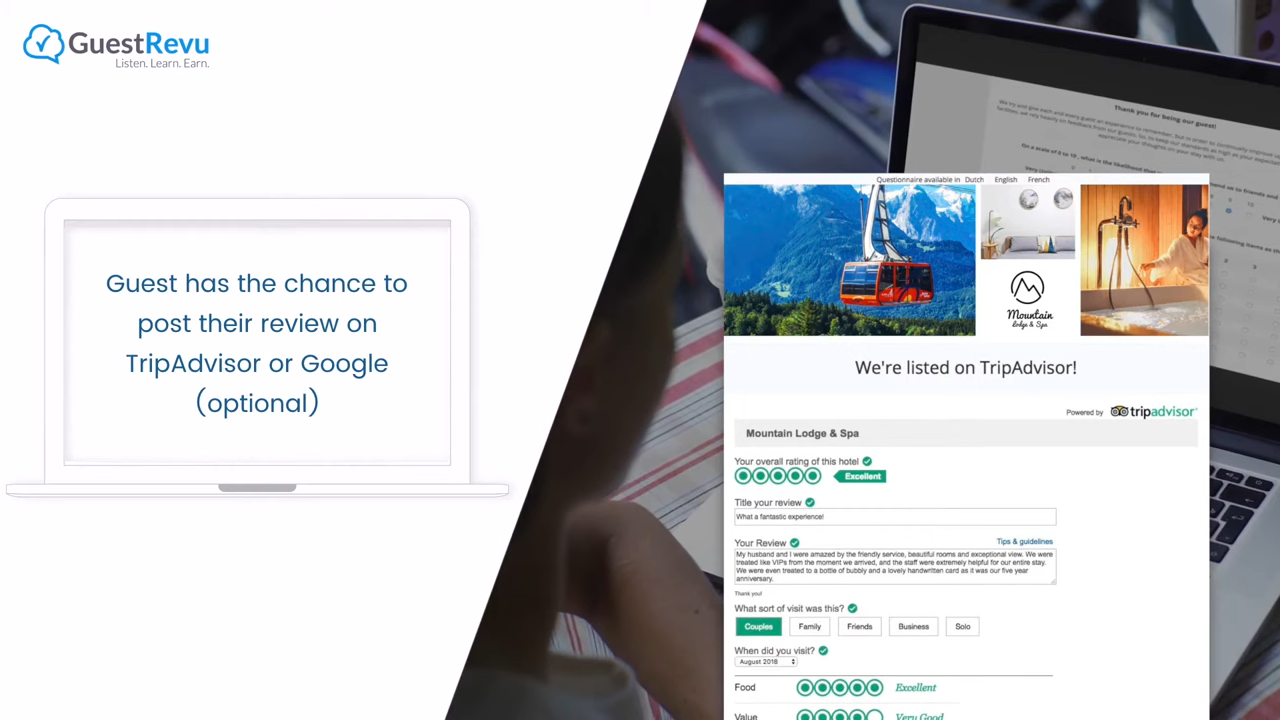 GuestRevu
Listen. Learn. Earn.
Guest has the chance to
post their review on
TripAdvisor or Google
(optional)
Thank you for being our guest!
Questionnaire available in Dutch English French
Mountain
Lodge & Spa
We're listed on TripAdvisor!
Powered by tripadvisor
Mountain Lodge & Spa
Your overall rating of this hotel
Excellent
Title your review
What a fantastic experience!
Your Review
Tips & guidelines
My husband and I were amazed by the friendly service, beautiful rooms and exceptional view. We were
treated like VIPs from the moment we arrived, and the staff were extremely helpful for our entire stay.
We were even treated to a bottle of bubbly and a lovely handwritten card as it was our five year
anniversary.
Thank you!
What sort of visit was this?
Couples Family Friends Business Solo
When did you visit?
August 2018
Food Excellent
Value Very Good